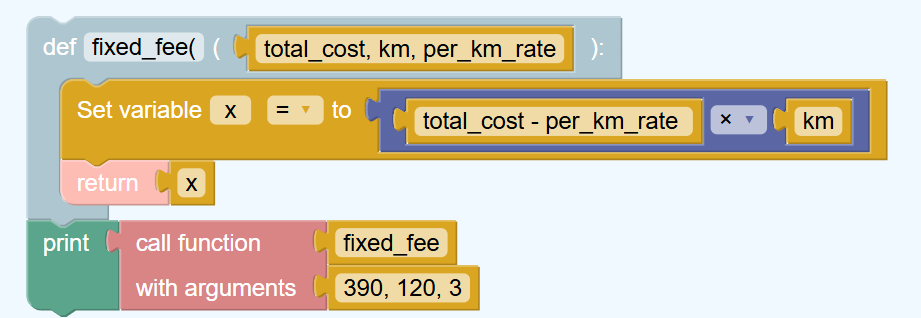 def fixed_fee( ( total_cost, km, per_km_rate ):
Set variable x = to total_cost - per_km_rate × km
return x
print call function fixed_fee
with arguments 390, 120, 3